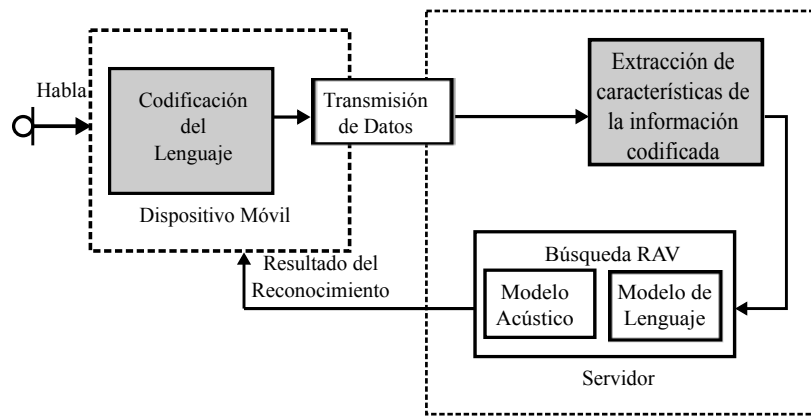 Habla
Codificación
del
Lenguaje
Dispositivo Móvil
Transmisión
de Datos
Extracción de
características de
la información
codificada
Búsqueda RAV
Modelo
Acústico
Modelo de
Lenguaje
Servidor
Resultado del
Reconocimiento